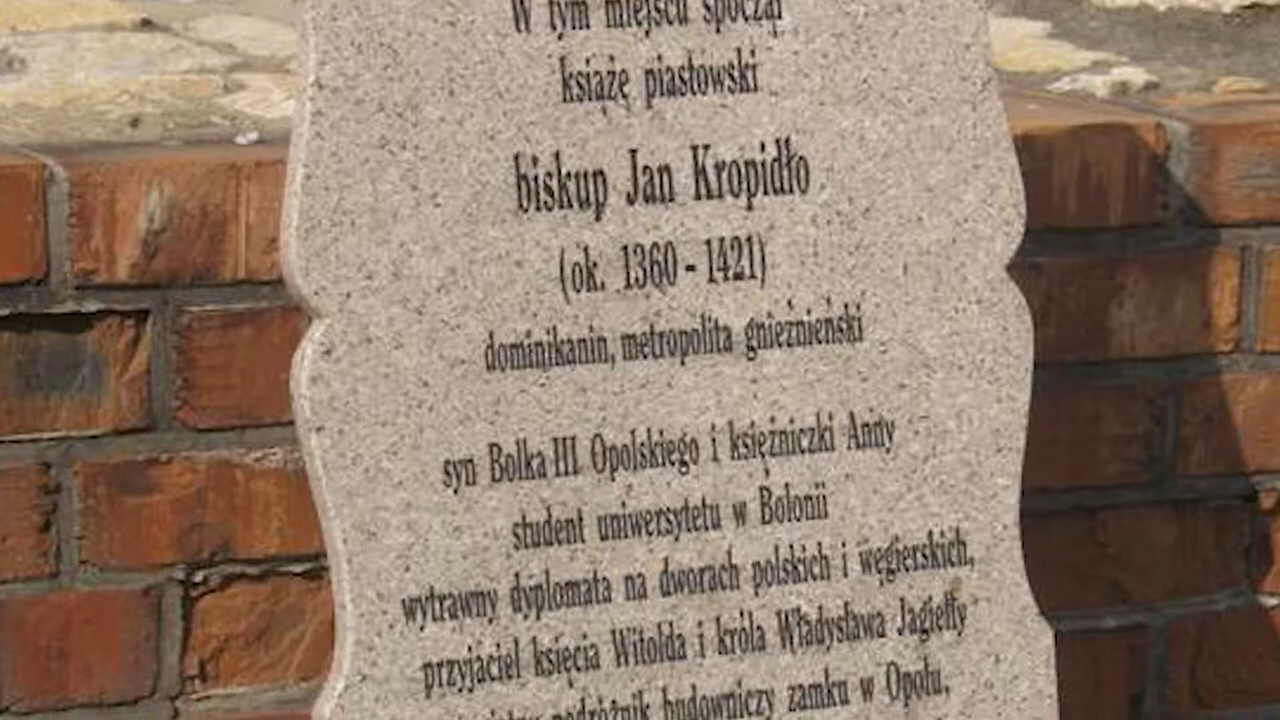 W tym miejscu spoczął
książę piastowski
biskup Jan Kropidło
(ok. 1360 - 1421)
dominikanin, metropolita gnieźnieński
syn Bolka III Opolskiego i księżniczki Anny
student uniwersytetu w Bolonii
wytrawny dyplomata na dworach polskich i węgierskich,
przyjaciel księcia Witolda i króla Władysława Jagiełły
podróżnik budowniczy zamku w Opolu,